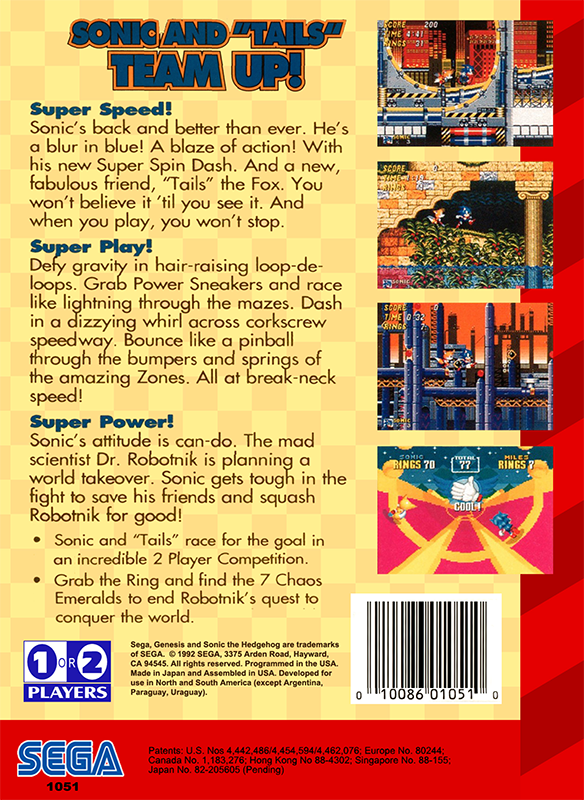 SONIC AND "TAILS"
TEAM UP!
Super Speed!
Sonic's back and better than ever. He's
a blur in blue! A blaze of action! With
his new Super Spin Dash. And a new,
fabulous friend, "Tails" the Fox. You
won't believe it 'til you see it. And
when you play, you won't stop.
Super Play!
Defy gravity in hair-raising loop-de-
loops. Grab Power Sneakers and race
like lightning through the mazes. Dash
in a dizzying whirl across corkscrew
speedway. Bounce like a pinball
through the bumpers and springs of
the amazing Zones. All at break-neck
speed!
Super Power!
Sonic's attitude is can-do. The mad
scientist Dr. Robotnik is planning a
world takeover. Sonic gets tough in the
fight to save his friends and squash
Robotnik for good!
• Sonic and "Tails" race for the goal in
an incredible 2 Player Competition.
• Grab the Ring and find the 7 Chaos
Emeralds to end Robotnik's quest to
conquer the world.
SCORE 200
TIME 4:41
RINGS 31
SONIC
3
SCORE
TIME
RINGS
SONIC
SCORE 0
TIME 0:32
RINGS
SONIC
SONIC
RINGS 70
TOTAL
77
MILES
RINGS 7
COOL!
1 OR 2
PLAYERS
Sega, Genesis and Sonic the Hedgehog are trademarks
of SEGA. © 1992 SEGA, 3375 Arden Road, Hayward,
CA 94545. All rights reserved. Programmed in the USA.
Made in Japan and Assembled in USA. Developed for
use in North and South America (except Argentina,
Paraguay, Uraguay).
0 10086 01051 0
SEGA
1051
Patents: U.S. Nos 4,442,486/4,454,594/4,462,076; Europe No. 80244;
Canada No. 1,183,276; Hong Kong No 88-4302; Singapore No. 88-155;
Japan No. 82-205605 (Pending)